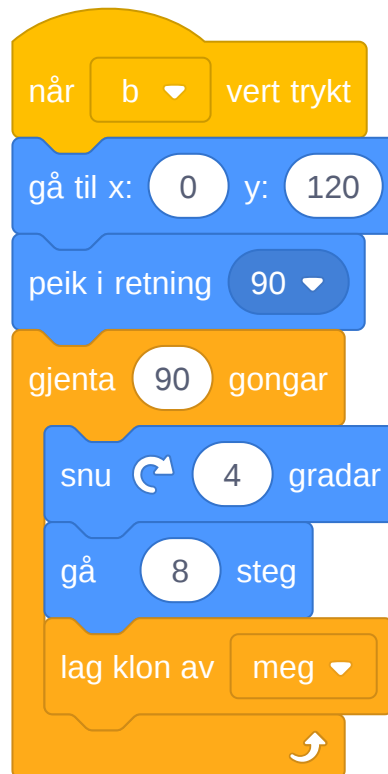 når b vert trykt
gå til x: 0 y: 120
peik i retning 90
gjenta 90 gongar
snu 4 gradar
gå 8 steg
lag klon av meg